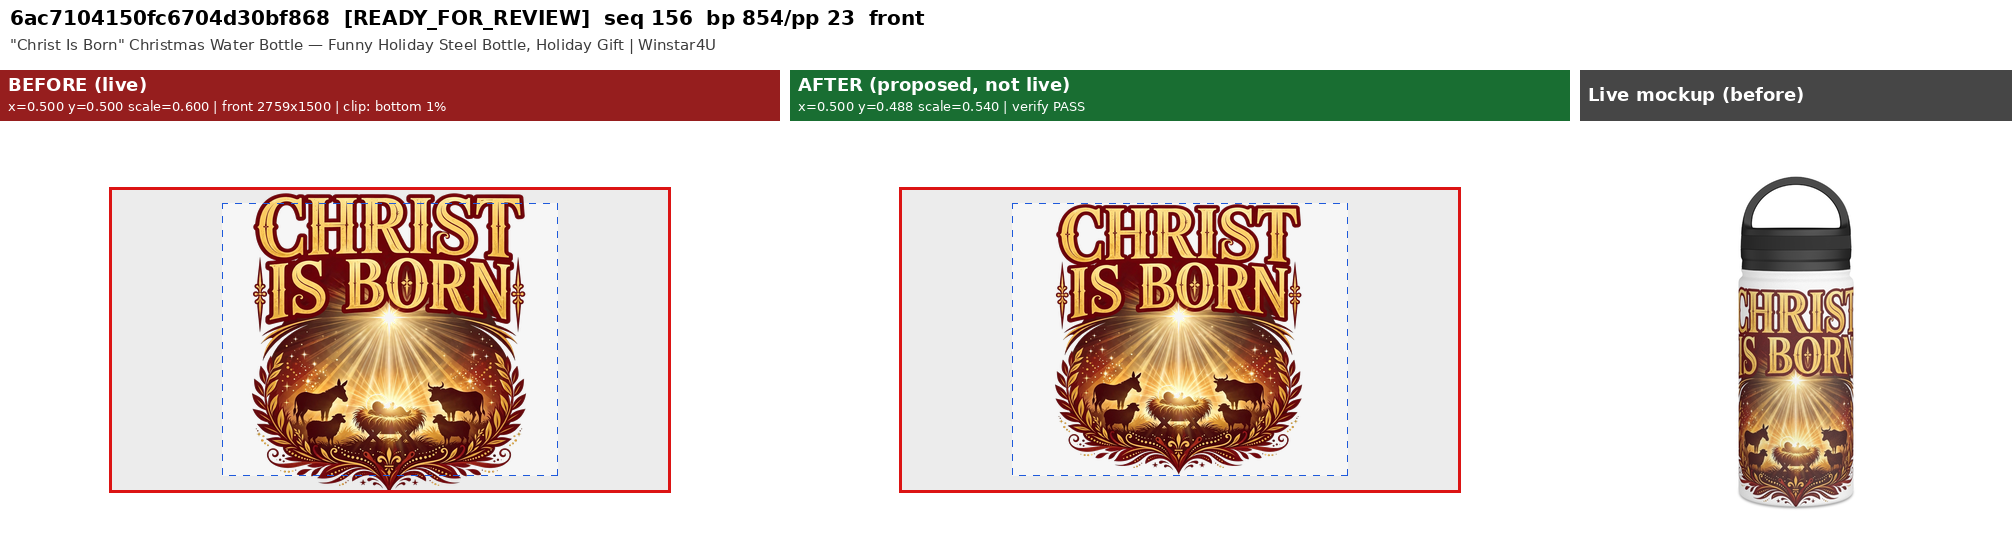 6ac7104150fc6704d30bf868 [READY_FOR_REVIEW] seq 156 bp 854/pp 23 front
"Christ Is Born" Christmas Water Bottle — Funny Holiday Steel Bottle, Holiday Gift | Winstar4U
BEFORE (live)
x=0.500 y=0.500 scale=0.600 | front 2759x1500 | clip: bottom 1%
AFTER (proposed, not live)
x=0.500 y=0.488 scale=0.540 | verify PASS
Live mockup (before)
CHRIST
IS BORN
CHRIST
IS BORN
CHRIST
IS BORN